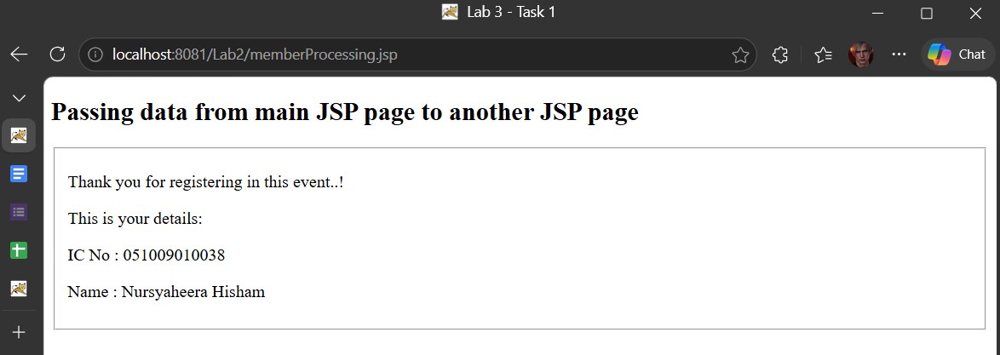 Lab 3 - Task 1
localhost:8081/Lab2/memberProcessing.jsp
Chat
Passing data from main JSP page to another JSP page
Thank you for registering in this event..!
This is your details:
IC No : 051009010038
Name : Nursyaheera Hisham